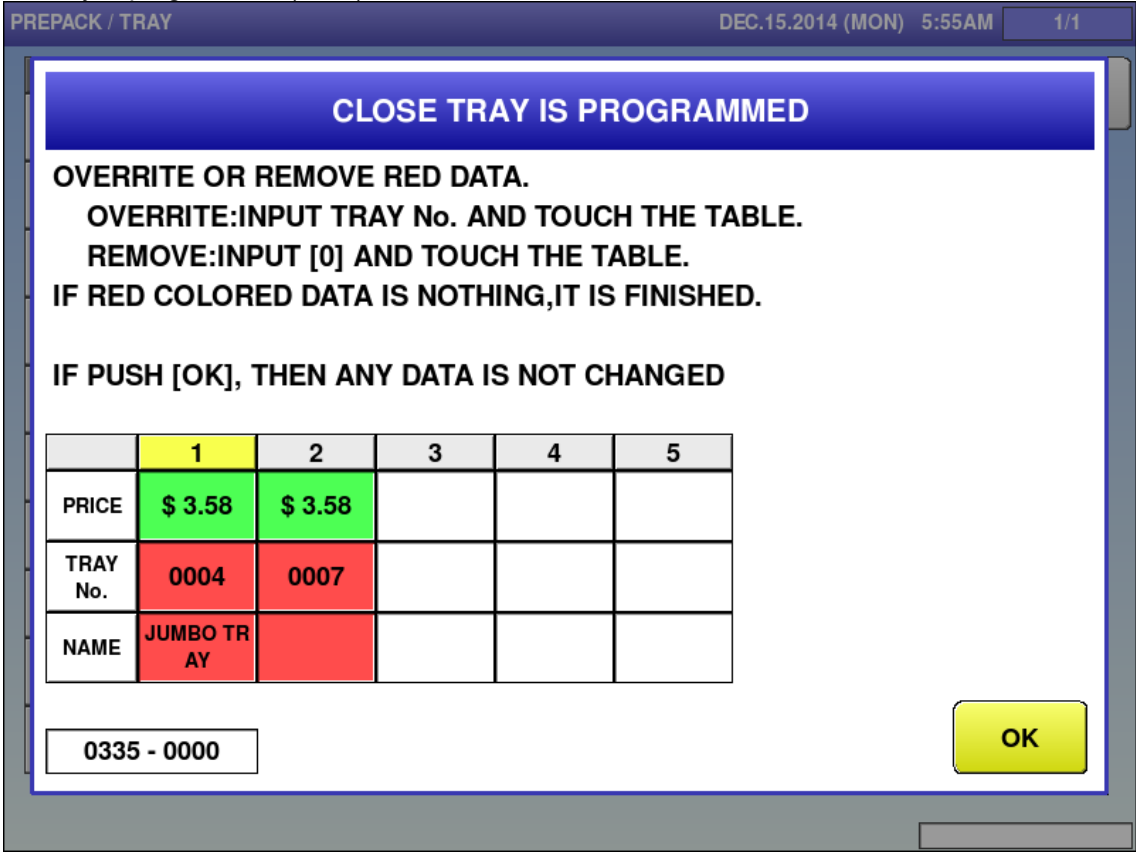 PREPACK / TRAY DEC.15.2014 (MON) 5:55AM 1/1
CLOSE TRAY IS PROGRAMMED
OVERRITE OR REMOVE RED DATA.
OVERRITE:INPUT TRAY No. AND TOUCH THE TABLE.
REMOVE:INPUT [0] AND TOUCH THE TABLE.
IF RED COLORED DATA IS NOTHING,IT IS FINISHED.
IF PUSH [OK], THEN ANY DATA IS NOT CHANGED
1 2 3 4 5
PRICE $ 3.58 $ 3.58
TRAY No. 0004 0007
NAME JUMBO TR
AY
0335 - 0000
OK